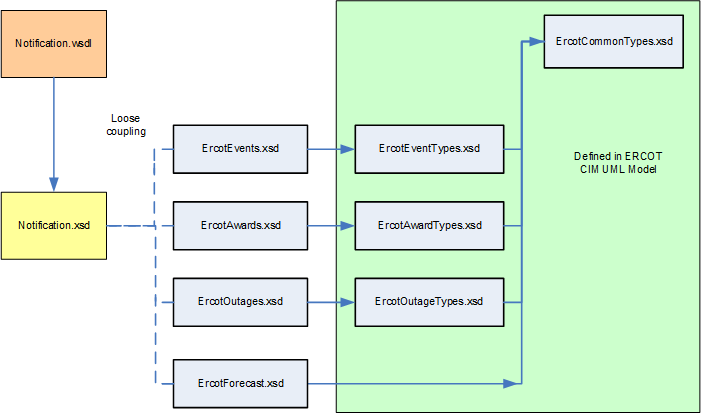 Notification.wsdl
ErcotCommonTypes.xsd
Loose
coupling
ErcotEvents.xsd
ErcotEventTypes.xsd
Defined in ERCOT
CIM UML Model
Notification.xsd
ErcotAwards.xsd
ErcotAwardTypes.xsd
ErcotOutages.xsd
ErcotOutageTypes.xsd
ErcotForecast.xsd